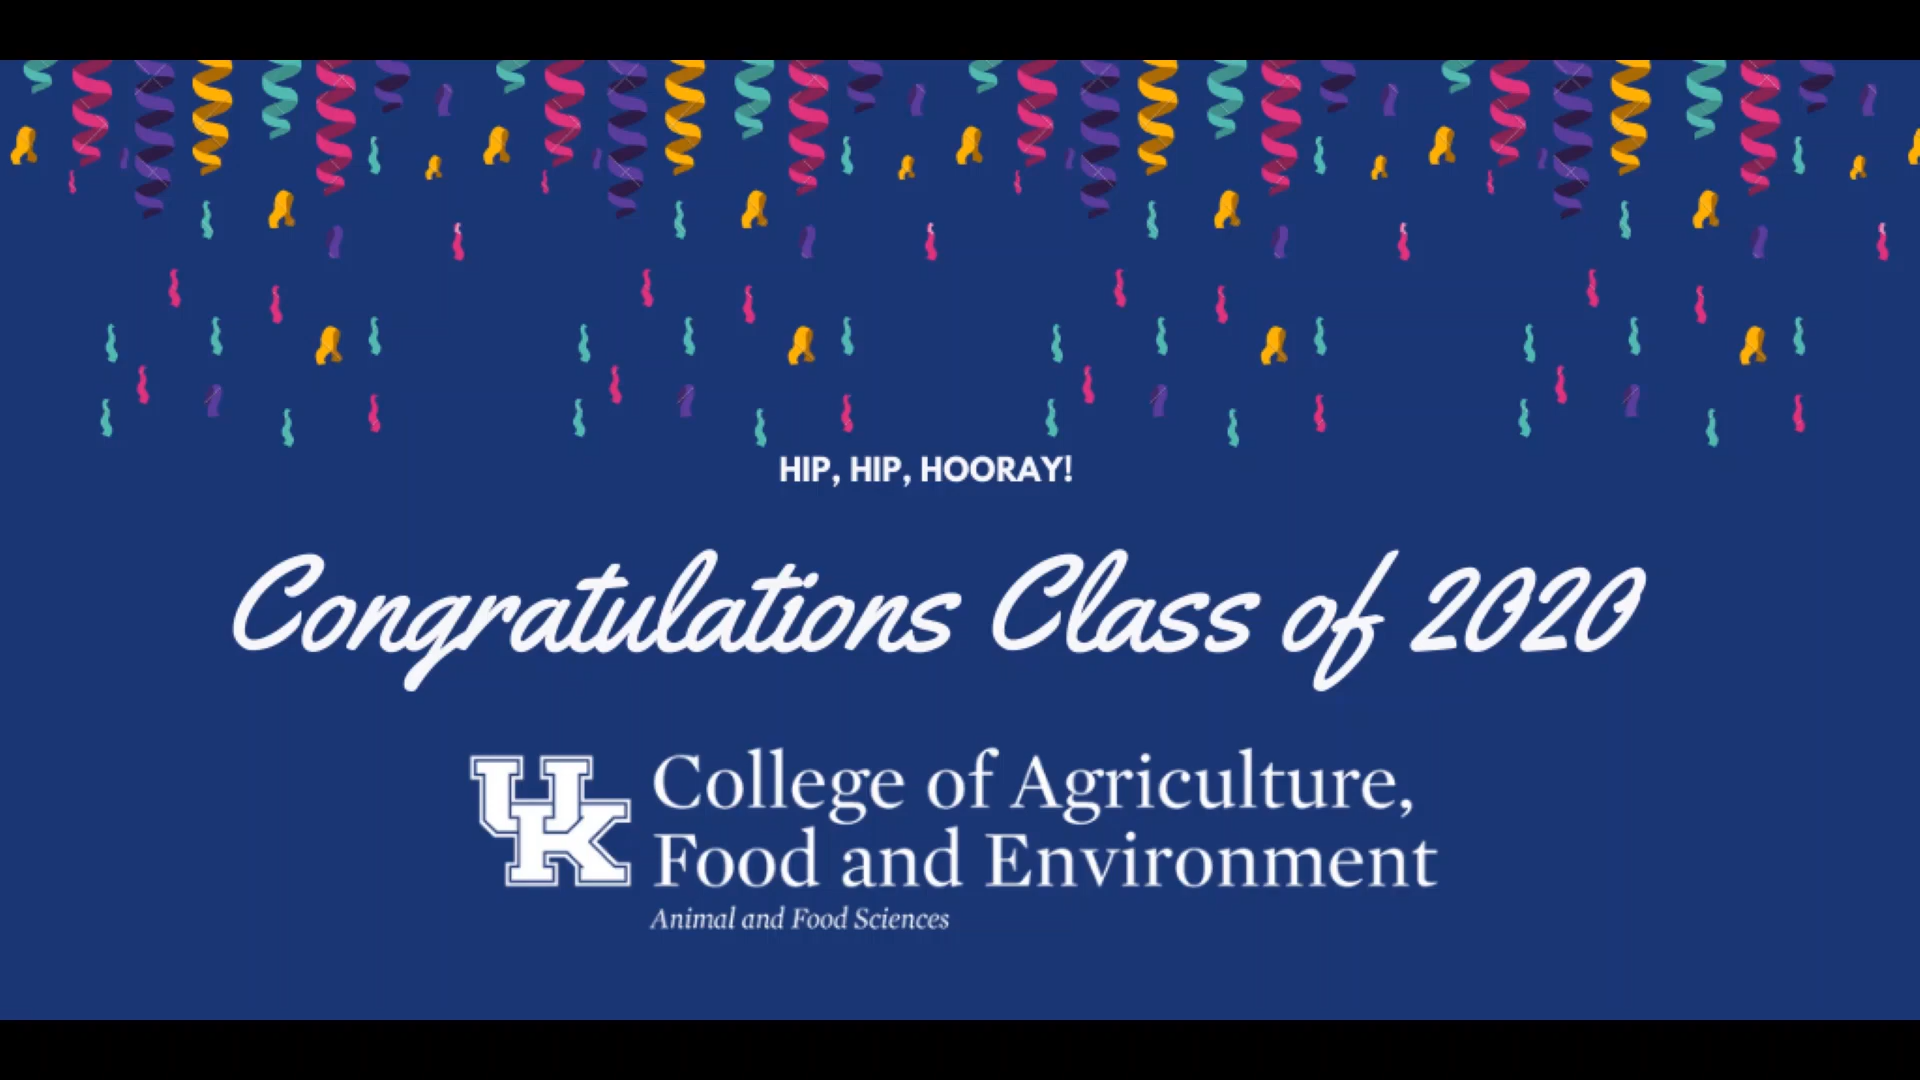 HIP, HIP, HOORAY!
Congratulations Class of 2020
UK
College of Agriculture,
Food and Environment
Animal and Food Sciences